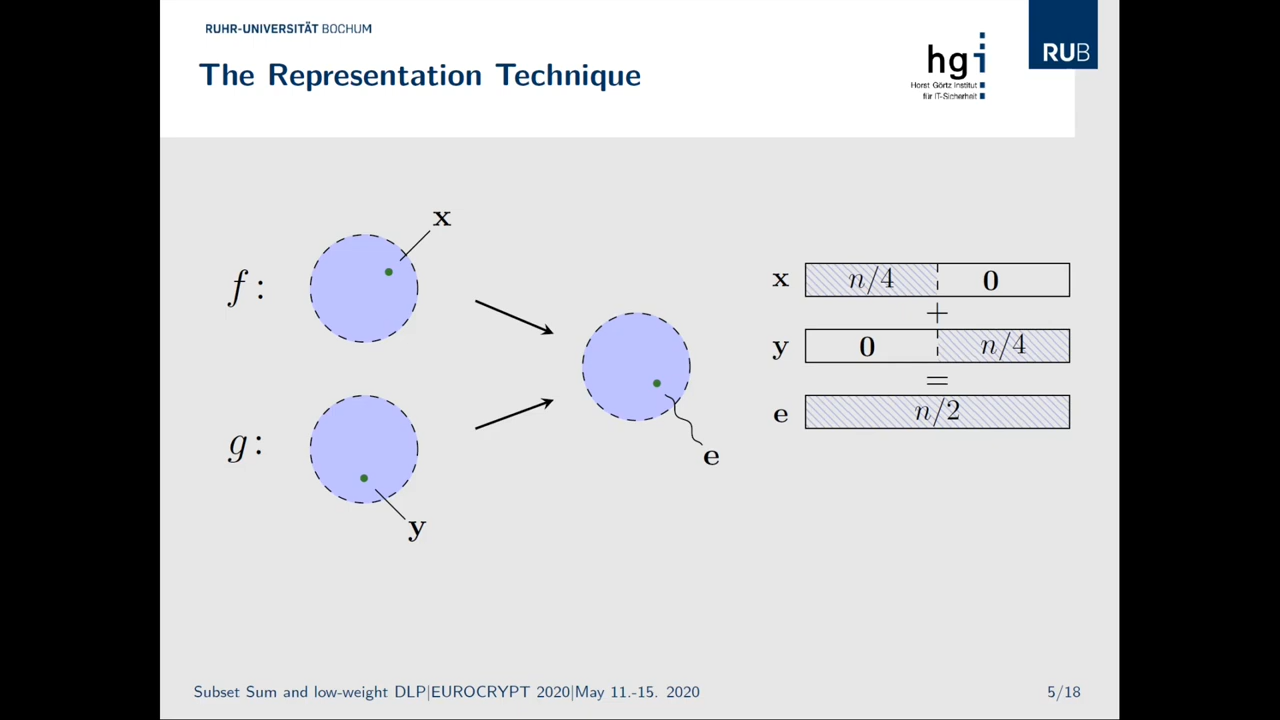 RUHR-UNIVERSITÄT BOCHUM
The Representation Technique
hgi
Horst Görtz Institut
für IT-Sicherheit
RUB
x
f :
g :
y
e
x n/4 0
+
y 0 n/4
=
e n/2
Subset Sum and low-weight DLP|EUROCRYPT 2020|May 11.-15. 2020
5/18